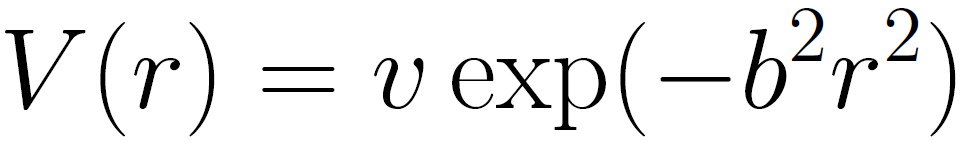 V(r) = v exp(−b²r²)